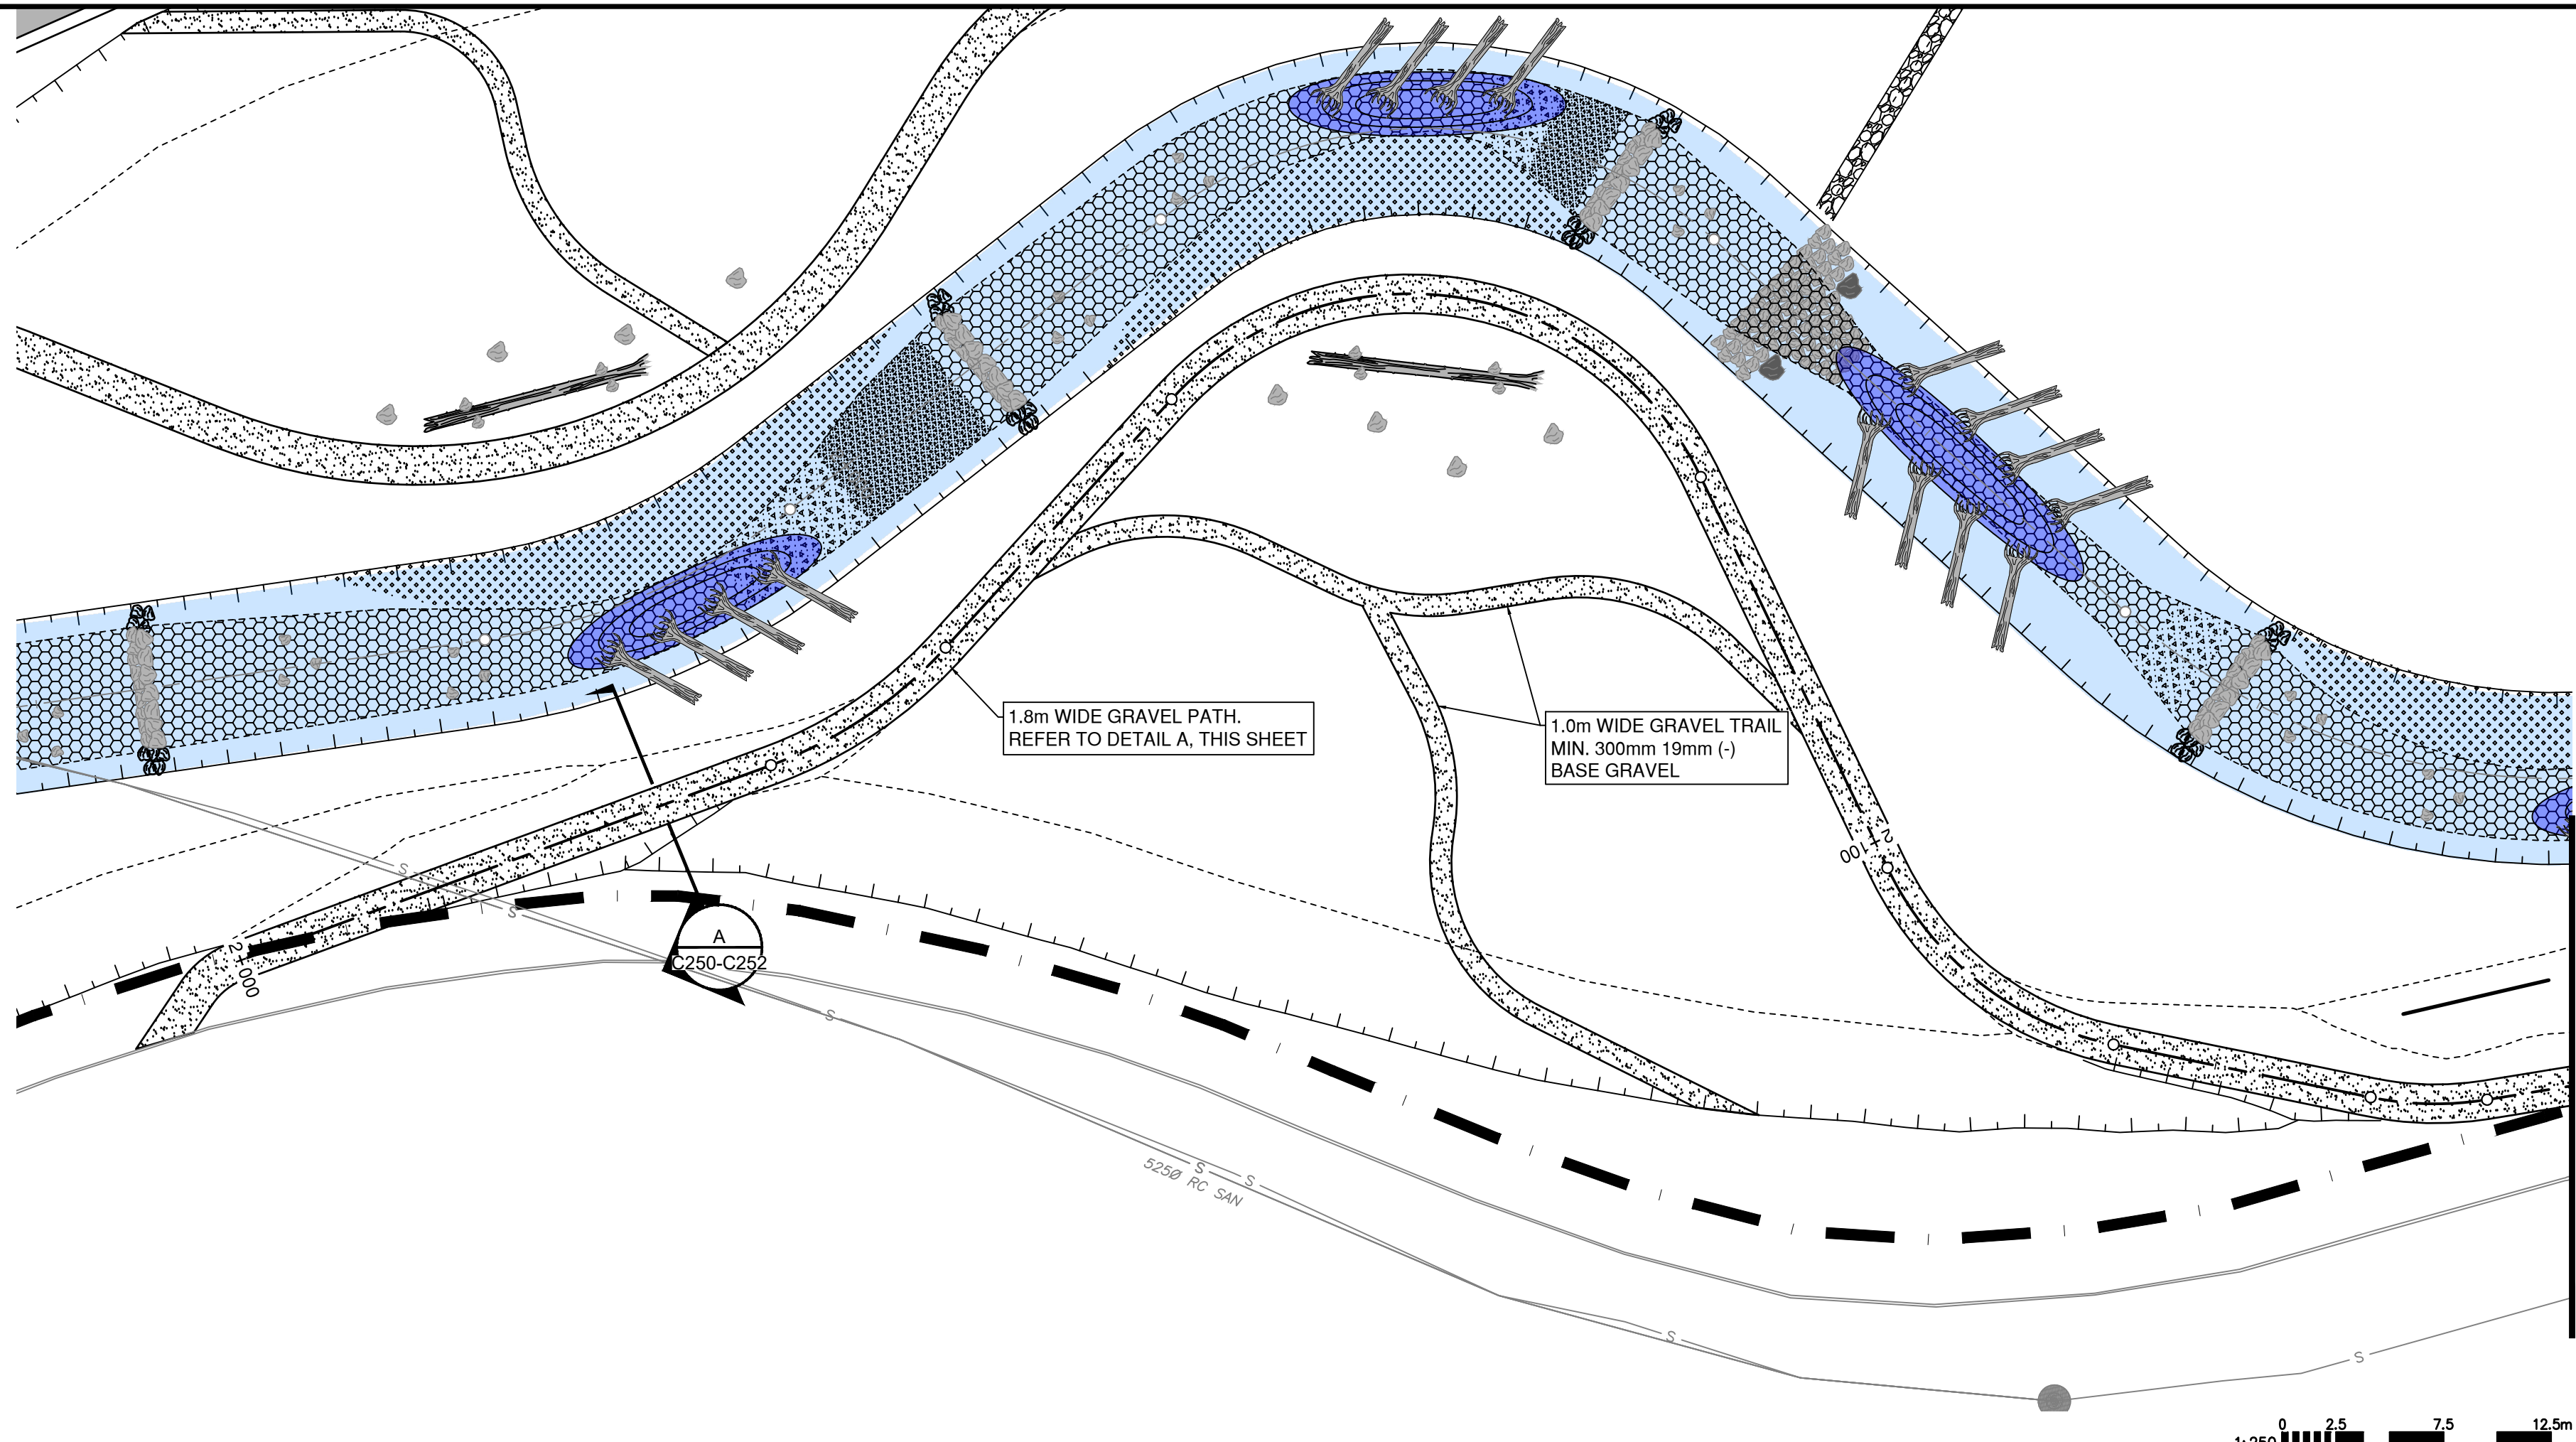 1.8m WIDE GRAVEL PATH.
REFER TO DETAIL A, THIS SHEET
1.0m WIDE GRAVEL TRAIL
MIN. 300mm 19mm (-)
BASE GRAVEL
2+100
S
S
2+000
A
C250-C252
S
S
S
525Ø RC SAN
S
S
0 2.5 7.5 12.5m
1:250